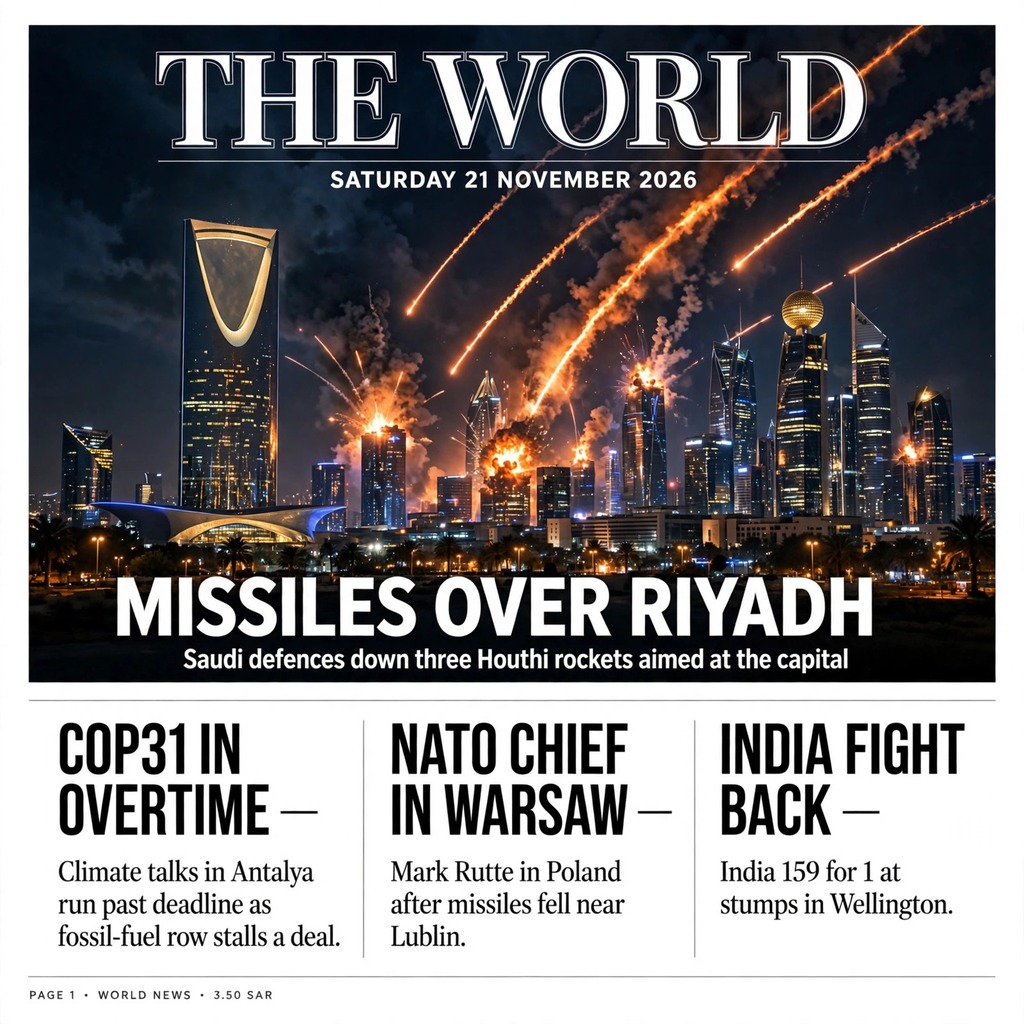 THE WORLD
SATURDAY 21 NOVEMBER 2026
MISSILES OVER RIYADH
Saudi defences down three Houthi rockets aimed at the capital
COP31 IN
OVERTIME —
Climate talks in Antalya
run past deadline as
fossil-fuel row stalls a deal.
NATO CHIEF
IN WARSAW —
Mark Rutte in Poland
after missiles fell near
Lublin.
INDIA FIGHT
BACK —
India 159 for 1 at
stumps in Wellington.
PAGE 1 • WORLD NEWS • 3.50 SAR